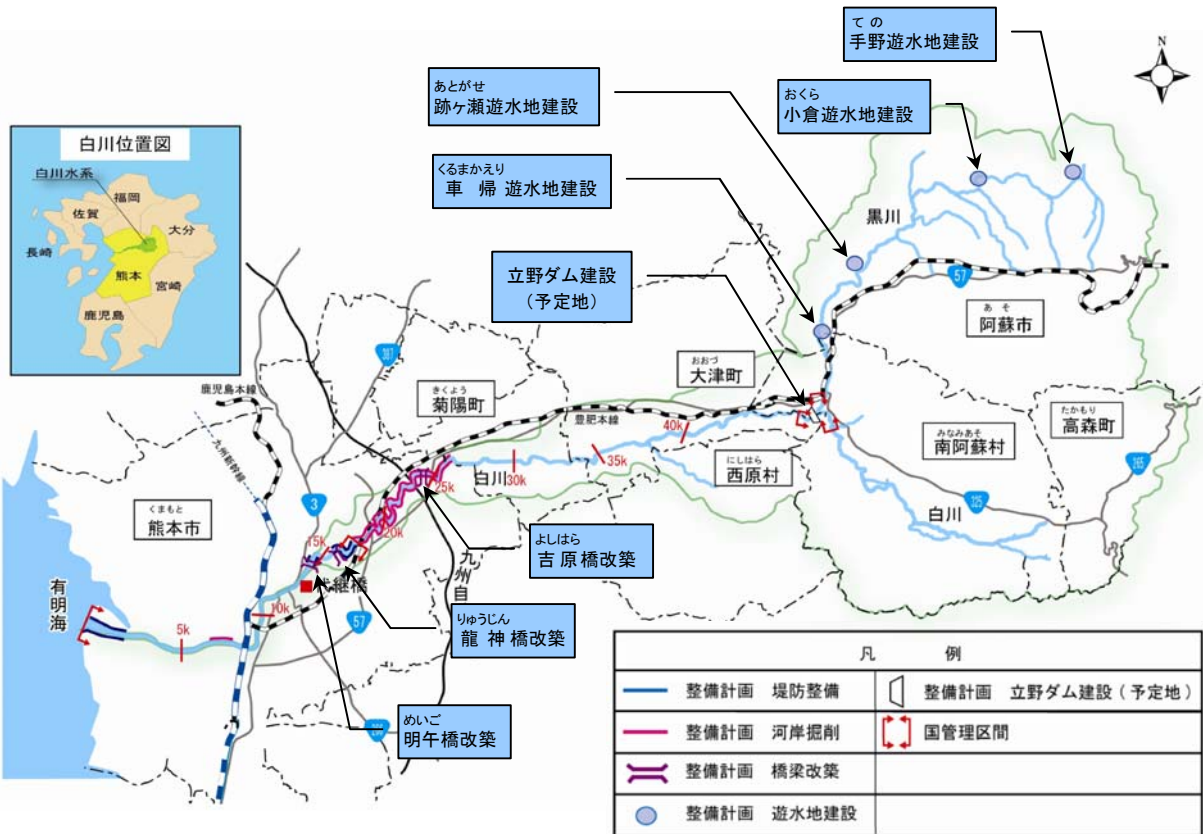 ての
手野遊水地建設
あとがせ
跡ヶ瀬遊水地建設
おくら
小倉遊水地建設
N
白川位置図
白川水系
福岡
佐賀
大分
長崎
熊本
宮崎
鹿児島
くるまかえり
車帰遊水地建設
黒川
立野ダム建設
(予定地)
57
あそ
阿蘇市
387
おおづ
大津町
鹿児島本線
きくよう
菊陽町
豊肥本線
40k
たかもり
高森町
みなみあそ
南阿蘇村
九州新幹線
35k
にしはら
西原村
25k
白川
30k
265
3
325
くまもと
熊本市
20k
白川
15k
よしはら
吉原橋改築
九州自
代継橋
有明海
10k
5k
57
りゅうじん
龍神橋改築
めいご
明午橋改築
凡例
整備計画 堤防整備
整備計画 立野ダム建設(予定地)
整備計画 河岸掘削
国管理区間
整備計画 橋梁改築
整備計画 遊水地建設